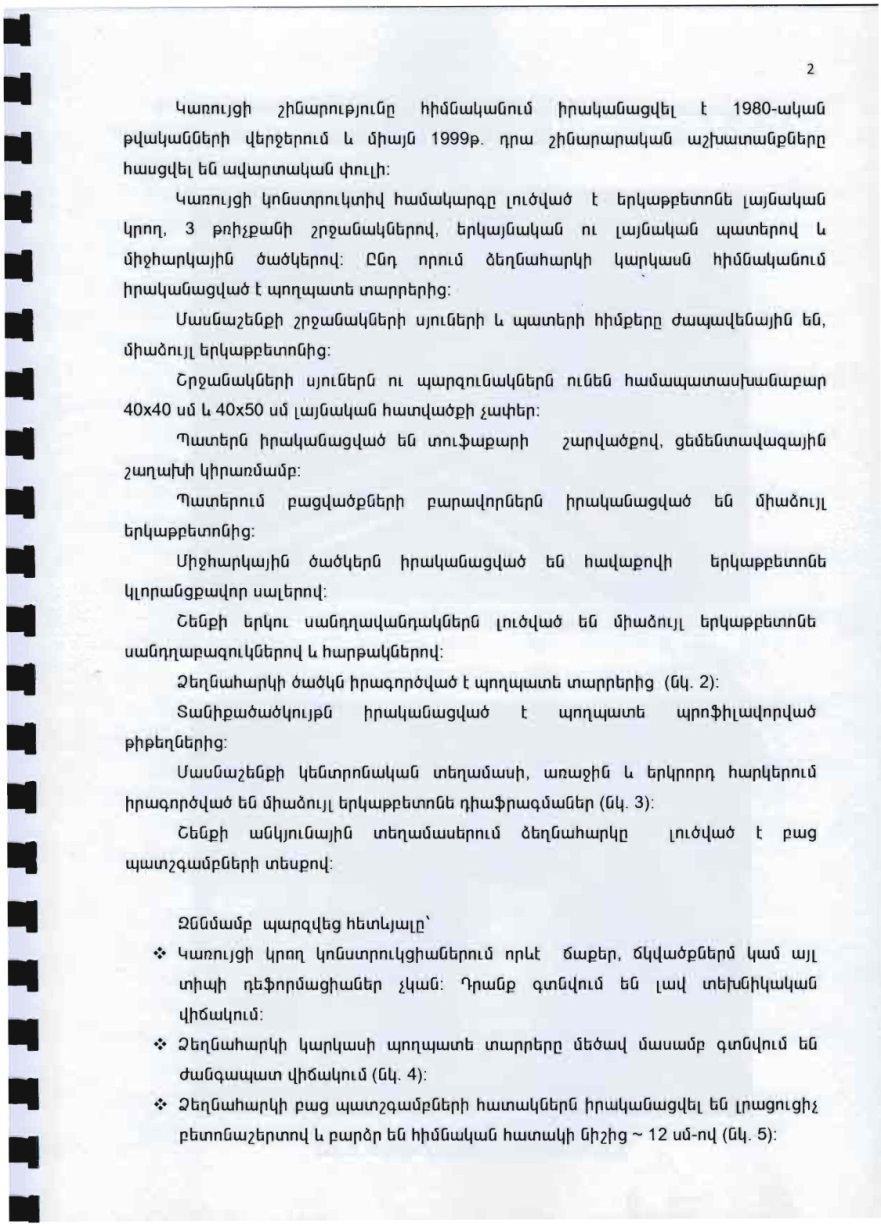 2
Կառույցի շինարությունը հիմնականում իրականացվել է 1980-ական
թվականների վերջերում և միայն 1999թ. դրա շինարարական աշխատանքները
հասցվել են ավարտական փուլի:
Կառույցի կոնստրուկտիվ համակարգը լուծված է երկաթբետոնե լայնական
կրող, 3 թռիչքանի շրջանակներով, երկայնական ու լայնական պատերով և
միջհարկային ծածկերով: Ընդ որում ձեղնահարկի կարկասն հիմնականում
իրականացված է պողպատե տարրերից:
Մասնաշենքի շրջանակների սյուների և պատերի հիմքերը ժապավենային են,
միաձույլ երկաթբետոնից:
Շրջանակների սյուներն ու պարզունակներն ունեն համապատասխանաբար
40x40 սմ և 40x50 սմ լայնական հատվածքի չափեր:
Պատերն իրականացված են տուֆաքարի շարվածքով, ցեմենտավազային
շաղախի կիրառմամբ:
Պատերում բացվածքների բարավորներն իրականացված են միաձույլ
երկաթբետոնից:
Միջհարկային ծածկերն իրականացված են հավաքովի երկաթբետոնե
կլորանցքավոր սալերով:
Շենքի երկու սանդղավանդակներն լուծված են միաձույլ երկաթբետոնե
սանդղաբազուկներով և հարթակներով:
Ձեղնահարկի ծածկն իրագործված է պողպատե տարրերից (նկ. 2):
Տանիքածածկույթն իրականացված է պողպատե պրոֆիլավորված
թիթեղներից:
Մասնաշենքի կենտրոնական տեղամասի, առաջին և երկրորդ հարկերում
իրագործված են միաձույլ երկաթբետոնե դիաֆրագմաներ (նկ. 3):
Շենքի անկյունային տեղամասերում ձեղնահարկը լուծված է բաց
պատշգամբների տեսքով:
Զննմամբ պարզվեց հետևյալը՝
❖ Կառույցի կրող կոնստրուկցիաներում որևէ ճաքեր, ճկվածքներմ կամ այլ
տիպի դեֆորմացիաներ չկան: Դրանք գտնվում են լավ տեխնիկական
վիճակում:
❖ Ձեղնահարկի կարկասի պողպատե տարրերը մեծավ մասամբ գտնվում են
ժանգապատ վիճակում (նկ. 4):
❖ Ձեղնահարկի բաց պատշգամբների հատակներն իրականացվել են լրացուցիչ
բետոնաշերտով և բարձր են հիմնական հատակի նիշից ~ 12 սմ-ով (նկ. 5):